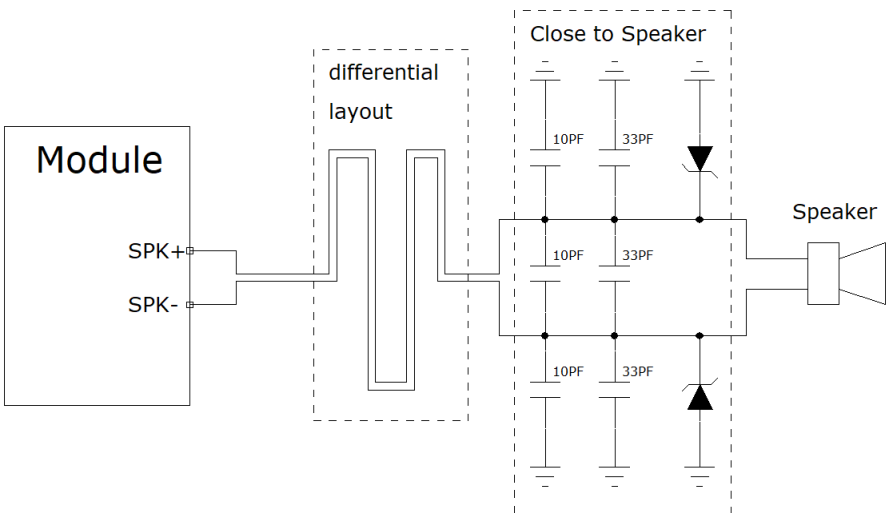 Close to Speaker
differential
layout
Module
10PF
33PF
SPK+
SPK-
10PF
33PF
Speaker
10PF
33PF